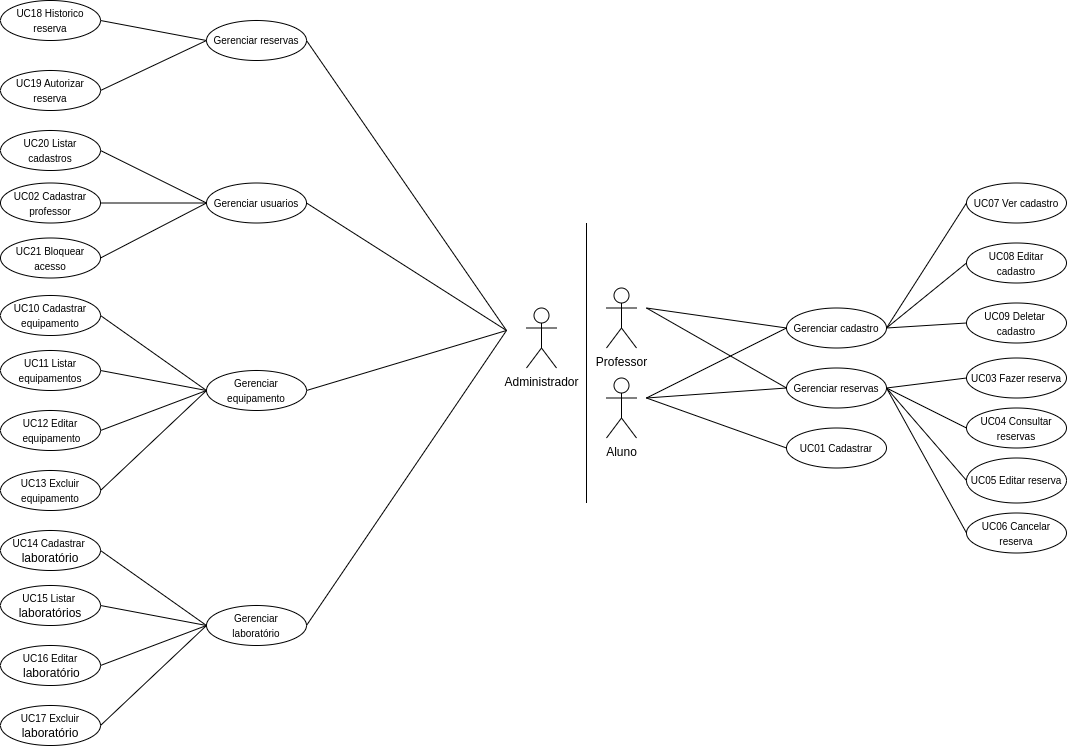 UC18 Historico
reserva
Gerenciar reservas
UC19 Autorizar
reserva
UC20 Listar
cadastros
UC02 Cadastrar
professor
Gerenciar usuarios
UC21 Bloquear
acesso
UC10 Cadastrar
equipamento
UC11 Listar
equipamentos
Gerenciar
equipamento
UC12 Editar
equipamento
UC13 Excluir
equipamento
UC14 Cadastrar
laboratório
UC15 Listar
laboratórios
Gerenciar
laboratório
UC16 Editar
laboratório
UC17 Excluir
laboratório
Administrador
Professor
Aluno
Gerenciar cadastro
Gerenciar reservas
UC01 Cadastrar
UC07 Ver cadastro
UC08 Editar
cadastro
UC09 Deletar
cadastro
UC03 Fazer reserva
UC04 Consultar
reservas
UC05 Editar reserva
UC06 Cancelar
reserva